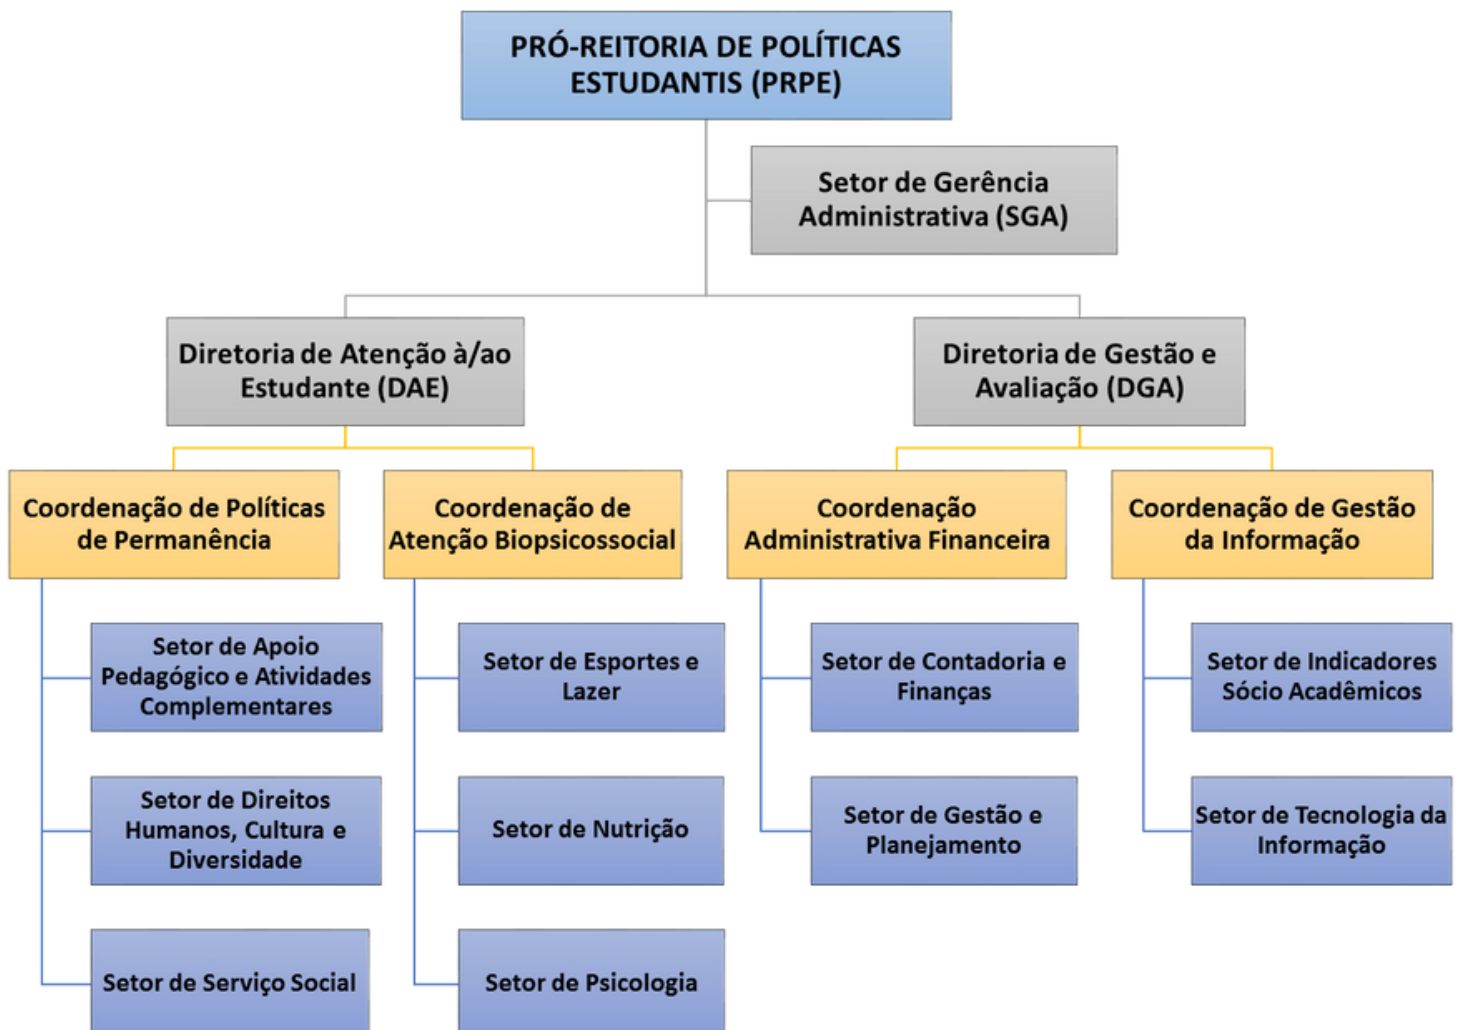 PRÓ-REITORIA DE POLÍTICAS
ESTUDANTIS (PRPE)
Setor de Gerência
Administrativa (SGA)
Diretoria de Atenção à/ao
Estudante (DAE)
Diretoria de Gestão e
Avaliação (DGA)
Coordenação de Políticas
de Permanência
Coordenação de
Atenção Biopsicossocial
Coordenação
Administrativa Financeira
Coordenação de Gestão
da Informação
Setor de Apoio
Pedagógico e Atividades
Complementares
Setor de Esportes e
Lazer
Setor de Contadoria e
Finanças
Setor de Indicadores
Sócio Acadêmicos
Setor de Direitos
Humanos, Cultura e
Diversidade
Setor de Nutrição
Setor de Gestão e
Planejamento
Setor de Tecnologia da
Informação
Setor de Serviço Social
Setor de Psicologia